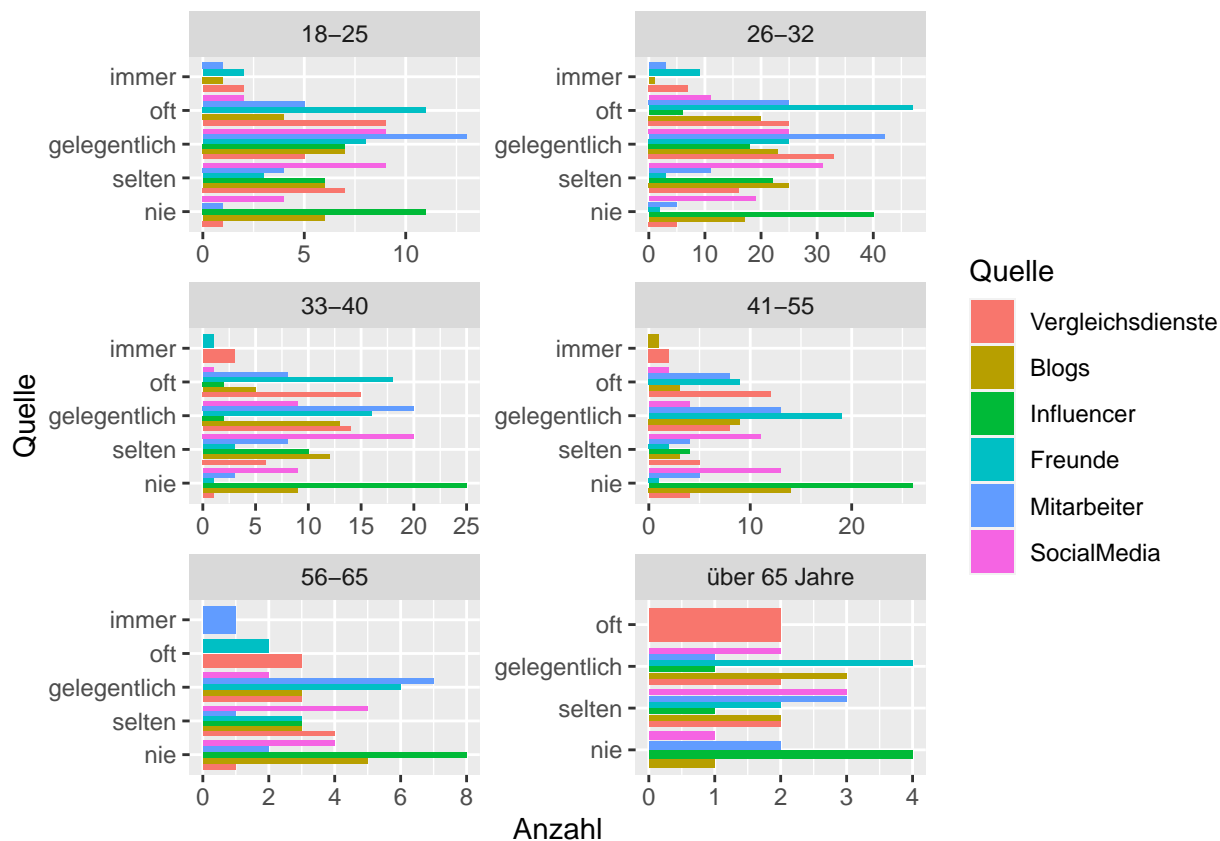 18–25
immer
oft
gelegentlich
selten
nie
0 5 10
26–32
immer
oft
gelegentlich
selten
nie
0 10 20 30 40
33–40
immer
oft
gelegentlich
selten
nie
0 5 10 15 20 25
41–55
immer
oft
gelegentlich
selten
nie
0 10 20
56–65
immer
oft
gelegentlich
selten
nie
0 2 4 6 8
über 65 Jahre
oft
gelegentlich
selten
nie
0 1 2 3 4
Quelle
Anzahl
Quelle
Vergleichsdienste
Blogs
Influencer
Freunde
Mitarbeiter
SocialMedia